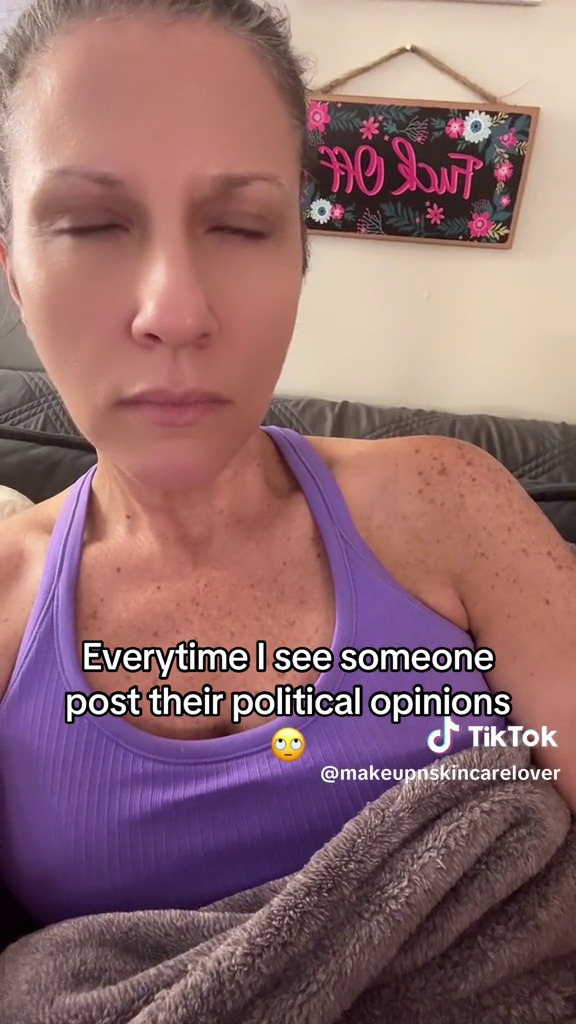 Fuck Off
Everytime I see someone
post their political opinions
🙄
TikTok
@makeupnskincarelover